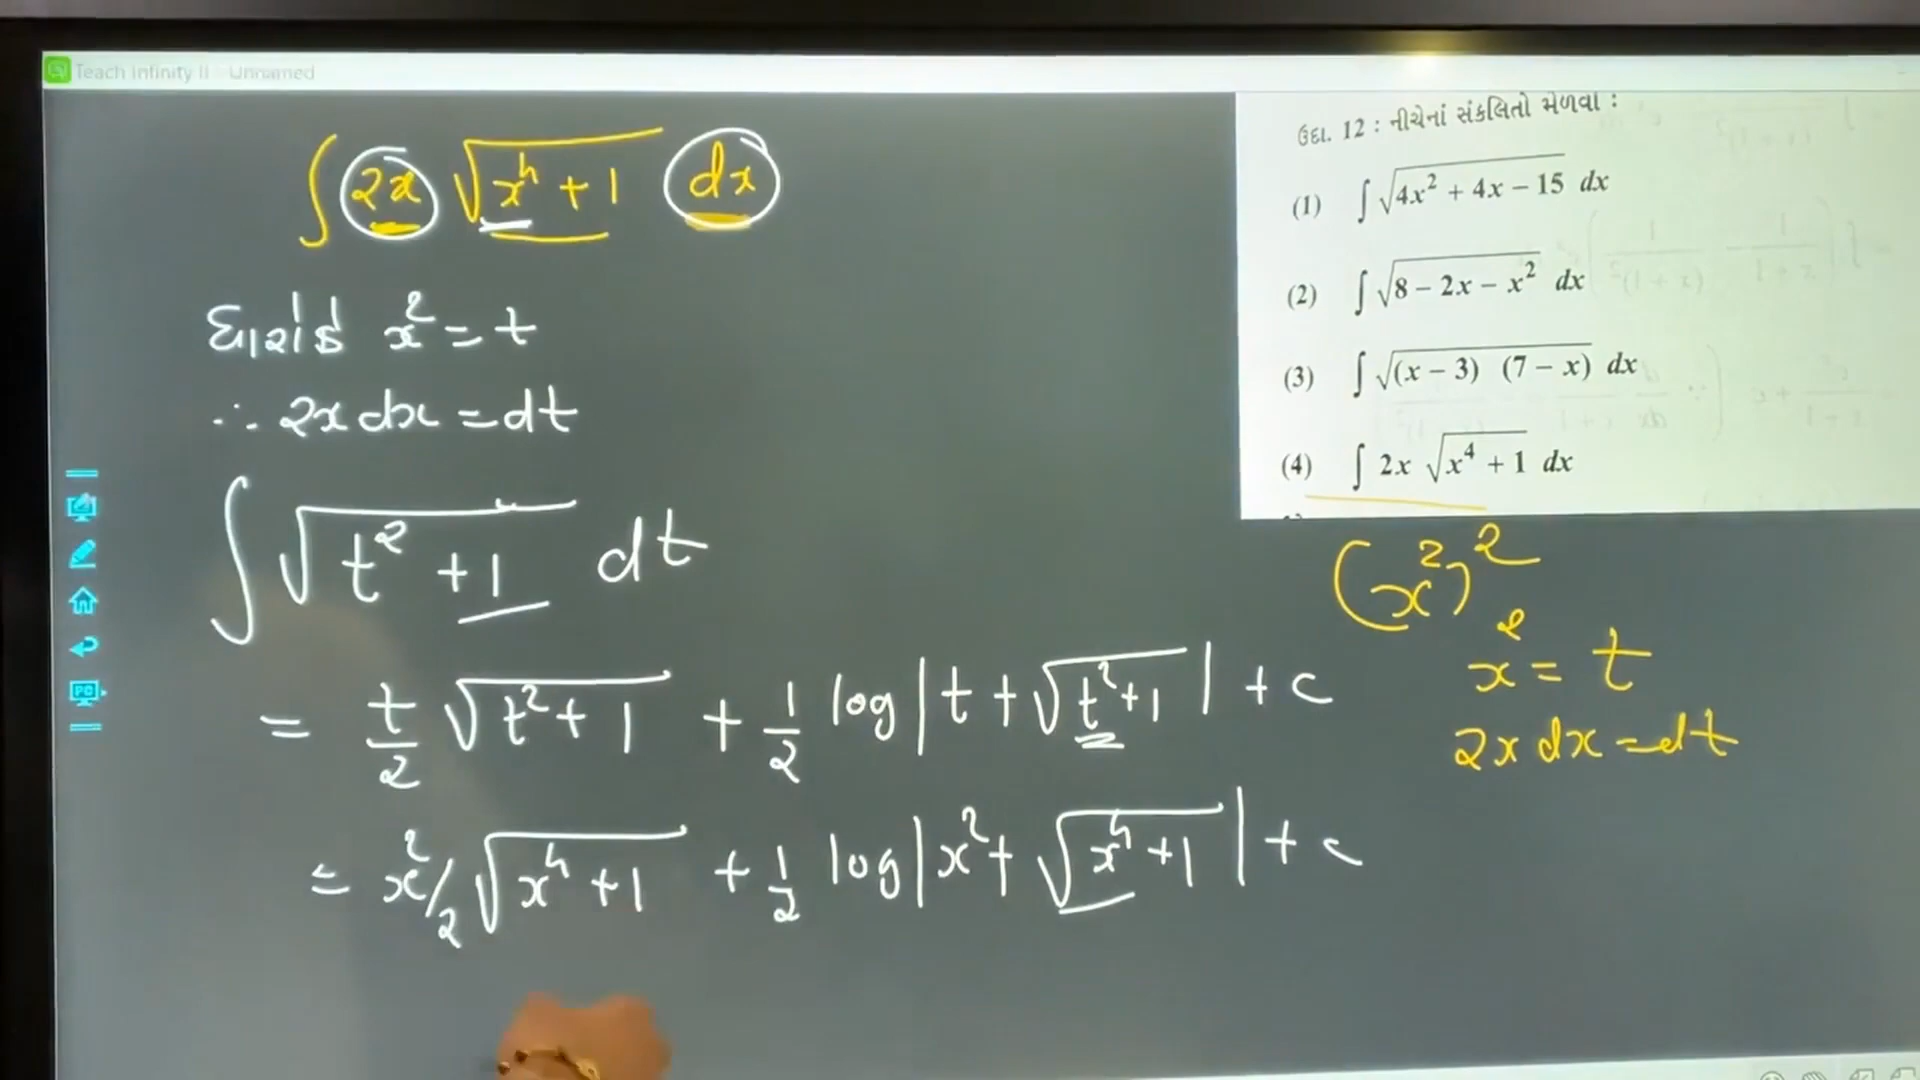 Teach Infinity II - Unnamed
∫ 2x √(x⁴ + 1) dx
ધારોકે x² = t
∴ 2x dx = dt
∫ √(t² + 1) dt
= t/2 √(t² + 1) + 1/2 log |t + √(t² + 1)| + c
= x²/2 √(x⁴ + 1) + 1/2 log |x² + √(x⁴ + 1)| + c
ઉદા. 12 : નીચેનાં સંકલિતો મેળવો :
(1) ∫ √(4x² + 4x – 15) dx
(2) ∫ √(8 – 2x – x²) dx
(3) ∫ √((x – 3) (7 – x)) dx
(4) ∫ 2x √(x⁴ + 1) dx
(x²)²
x² = t
2x dx = dt
PC